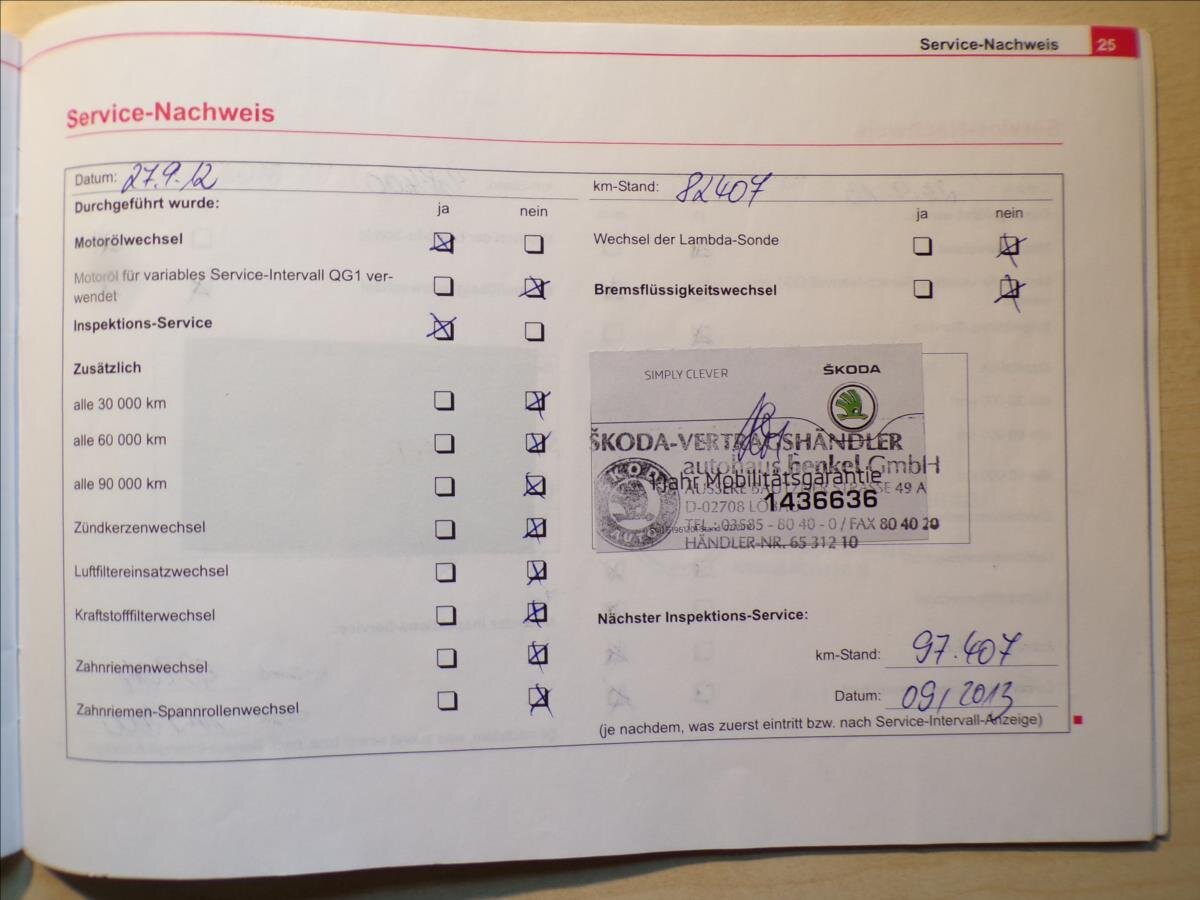 Service-Nachweis 25
Service-Nachweis
Datum: 27.9.12
km-Stand: 82407
Durchgeführt wurde:
ja nein
ja nein
Motorölwechsel
Motoröl für variables Service-Intervall QG1 ver-
wendet
Inspektions-Service
Zusätzlich
alle 30 000 km
alle 60 000 km
alle 90 000 km
Zündkerzenwechsel
Luftfiltereinsatzwechsel
Kraftstofffilterwechsel
Zahnriemenwechsel
Zahnriemen-Spannrollenwechsel
Wechsel der Lambda-Sonde
Bremsflüssigkeitswechsel
SIMPLY CLEVER
ŠKODA
ŠKODA-VERTRAGSHÄNDLER
autohaus henkel GmbH
1 Jahr Mobilitätsgarantie
STRASSE 49 A
1436636
D-02708
TEL.: 03585 - 80 40 - 0 / FAX 80 40 20
HÄNDLER-NR. 65 312 10
Nächster Inspektions-Service:
km-Stand: 97.407
Datum: 09/2013
(je nachdem, was zuerst eintritt bzw. nach Service-Intervall-Anzeige)